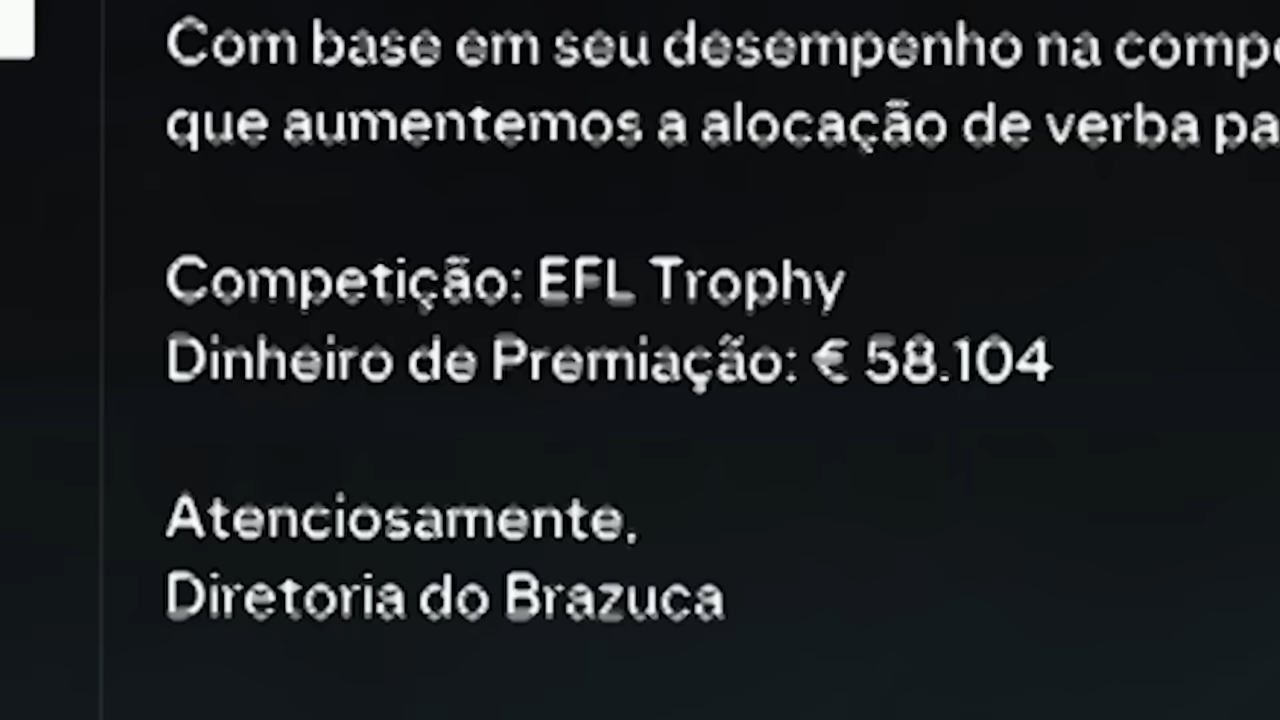 Com base em seu desempenho na compe
que aumentemos a alocação de verba pa
Competição: EFL Trophy
Dinheiro de Premiação: € 58.104
Atenciosamente,
Diretoria do Brazuca